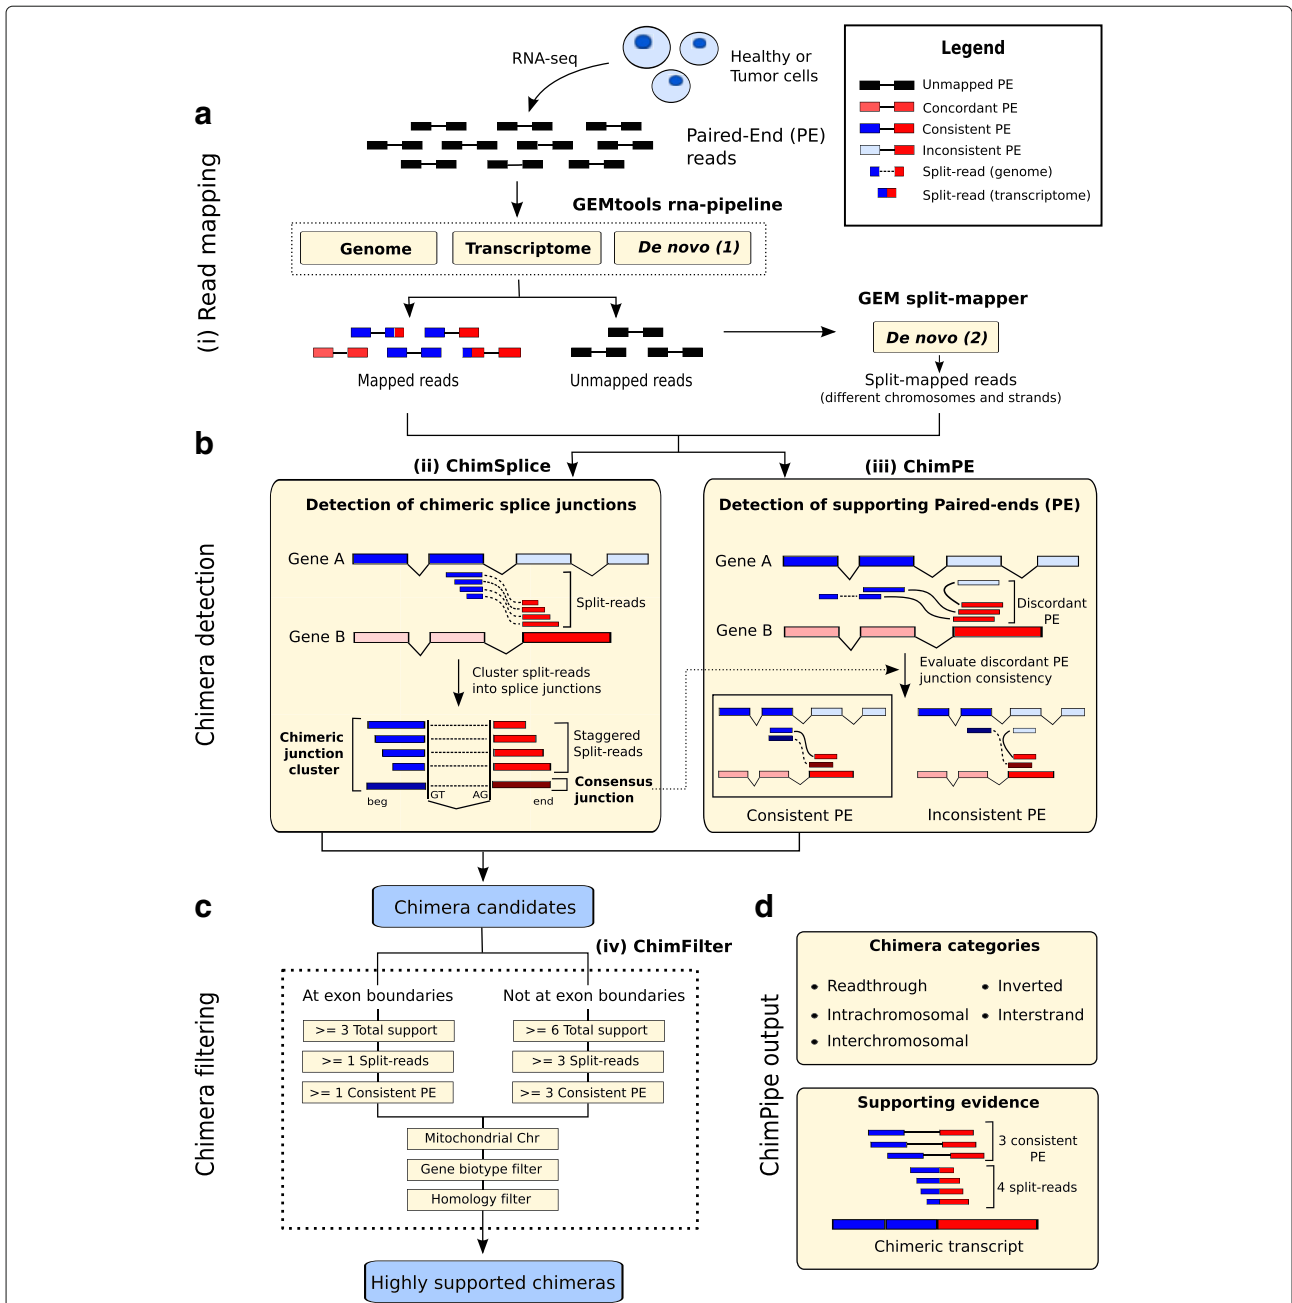 a
(i) Read mapping
RNA-seq
Healthy or
Tumor cells
Paired-End (PE)
reads
Legend
Unmapped PE
Concordant PE
Consistent PE
Inconsistent PE
Split-read (genome)
Split-read (transcriptome)
GEMtools rna-pipeline
Genome
Transcriptome
De novo (1)
Mapped reads
Unmapped reads
GEM split-mapper
De novo (2)
Split-mapped reads
(different chromosomes and strands)
b
Chimera detection
(ii) ChimSplice
Detection of chimeric splice junctions
Gene A
Split-reads
Gene B
Cluster split-reads
into splice junctions
Chimeric
junction
cluster
Staggered
Split-reads
Consensus
junction
beg
GT
AG
end
(iii) ChimPE
Detection of supporting Paired-ends (PE)
Gene A
Discordant
PE
Gene B
Evaluate discordant PE
junction consistency
Consistent PE
Inconsistent PE
c
Chimera filtering
Chimera candidates
(iv) ChimFilter
At exon boundaries
>= 3 Total support
>= 1 Split-reads
>= 1 Consistent PE
Not at exon boundaries
>= 6 Total support
>= 3 Split-reads
>= 3 Consistent PE
Mitochondrial Chr
Gene biotype filter
Homology filter
Highly supported chimeras
d
ChimPipe output
Chimera categories
• Readthrough
• Intrachromosomal
• Interchromosomal
• Inverted
• Interstrand
Supporting evidence
3 consistent
PE
4 split-reads
Chimeric transcript